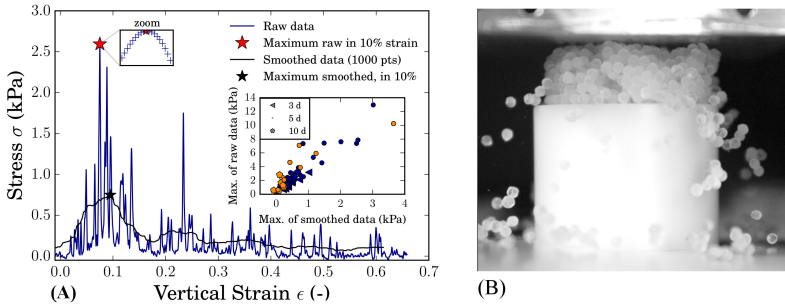 zoom
Raw data
Maximum raw in 10% strain
Smoothed data (1000 pts)
Maximum smoothed, in 10%
Stress σ (kPa)
3.0
2.5
2.0
1.5
1.0
0.5
0.0
0.0 0.1 0.2 0.3 0.4 0.5 0.6 0.7
Vertical Strain ϵ (-)
(A)
Max. of raw data (kPa)
14
12
10
8
6
4
2
0
3 d
5 d
10 d
0 1 2 3 4
Max. of smoothed data (kPa)
(B)